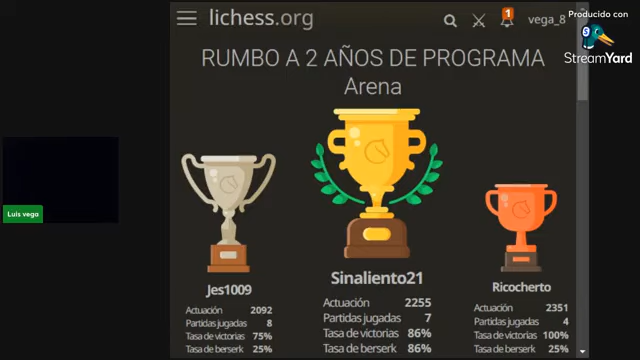 lichess.org
1
vega_8
Producido con
StreamYard
RUMBO A 2 AÑOS DE PROGRAMA
Arena
Luis vega
Jes1009
Actuación 2092
Partidas jugadas 8
Tasa de victorias 75%
Tasa de berserk 25%
Sinaliento21
Actuación 2255
Partidas jugadas 7
Tasa de victorias 86%
Tasa de berserk 86%
Ricocherto
Actuación 2351
Partidas jugadas 4
Tasa de victorias 100%
Tasa de berserk 25%